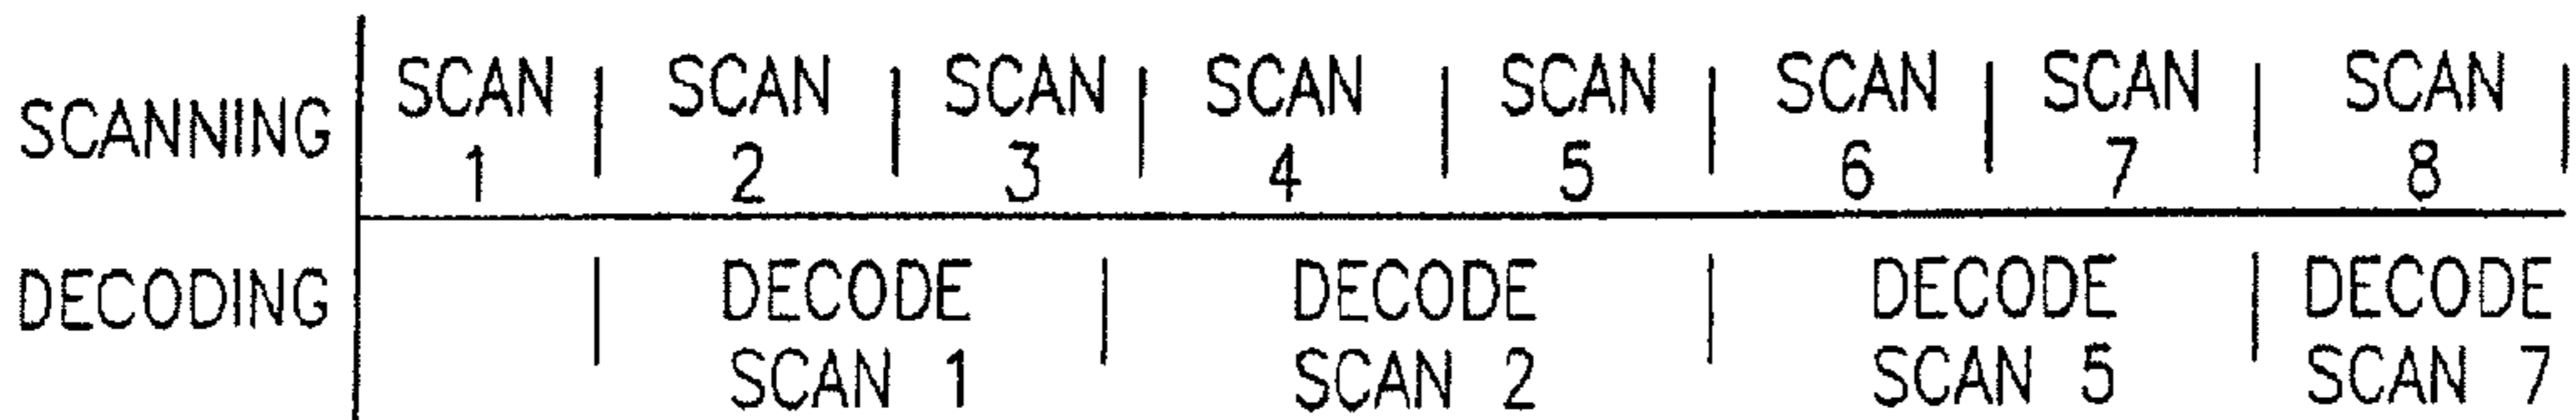 SCANNING
SCAN 1
SCAN 2
SCAN 3
SCAN 4
SCAN 5
SCAN 6
SCAN 7
SCAN 8
DECODING
DECODE SCAN 1
DECODE SCAN 2
DECODE SCAN 5
DECODE SCAN 7